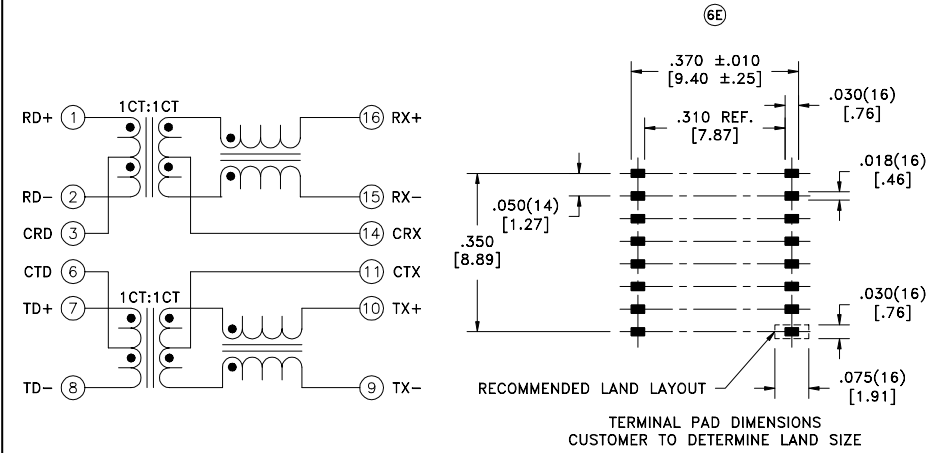 6E
.370 ±.010
[9.40 ±.25]
.030(16)
[.76]
.310 REF.
[7.87]
.018(16)
[.46]
.050(14)
[1.27]
.350
[8.89]
.030(16)
[.76]
.075(16)
[1.91]
RECOMMENDED LAND LAYOUT
TERMINAL PAD DIMENSIONS
CUSTOMER TO DETERMINE LAND SIZE
1CT:1CT
RD+ 1
16 RX+
RD- 2
15 RX-
CRD 3
14 CRX
CTD 6
11 CTX
1CT:1CT
TD+ 7
10 TX+
TD- 8
9 TX-